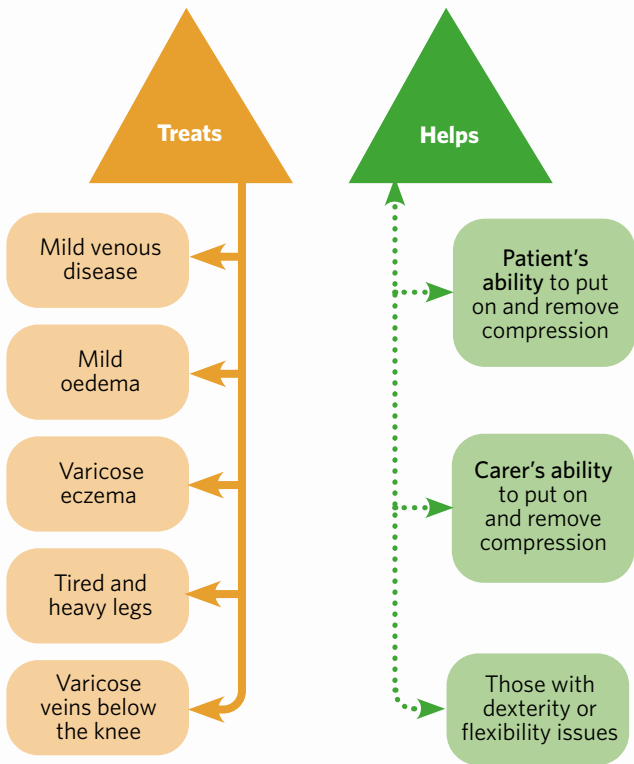 Treats
Mild venous
disease
Mild
oedema
Varicose
eczema
Tired and
heavy legs
Varicose
veins below
the knee
Helps
Patient's
ability to put
on and remove
compression
Carer's ability
to put on
and remove
compression
Those with
dexterity or
flexibility issues